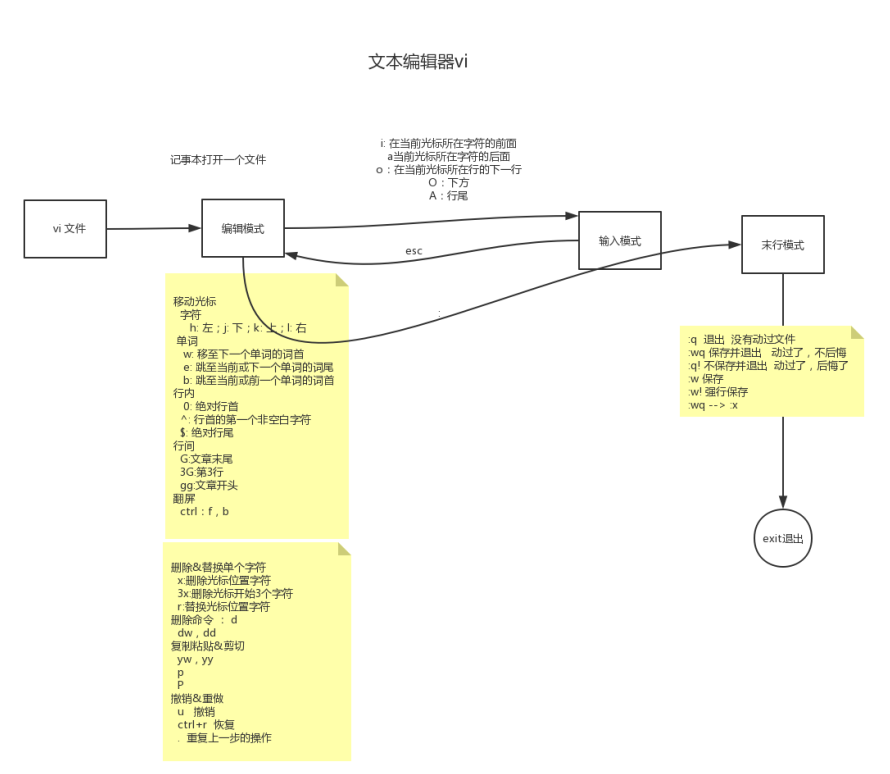 文本编辑器vi
记事本打开一个文件
i: 在当前光标所在字符的前面
a当前光标所在字符的后面
o：在当前光标所在行的下一行
O：下方
A：行尾
vi 文件
编辑模式
输入模式
末行模式
esc
:
移动光标
字符
h: 左；j: 下；k: 上；l: 右
单词
w: 移至下一个单词的词首
e: 跳至当前或下一个单词的词尾
b: 跳至当前或前一个单词的词首
行内
0: 绝对行首
^: 行首的第一个非空白字符
$: 绝对行尾
行间
G:文章末尾
3G:第3行
gg:文章开头
翻屏
ctrl：f，b
:q 退出 没有动过文件
:wq 保存并退出 动过了，不后悔
:q! 不保存并退出 动过了，后悔了
:w 保存
:w! 强行保存
:wq --> :x
exit退出
删除&替换单个字符
x:删除光标位置字符
3x:删除光标开始3个字符
r:替换光标位置字符
删除命令 ： d
dw，dd
复制粘贴&剪切
yw，yy
p
P
撤销&重做
u 撤销
ctrl+r 恢复
. 重复上一步的操作